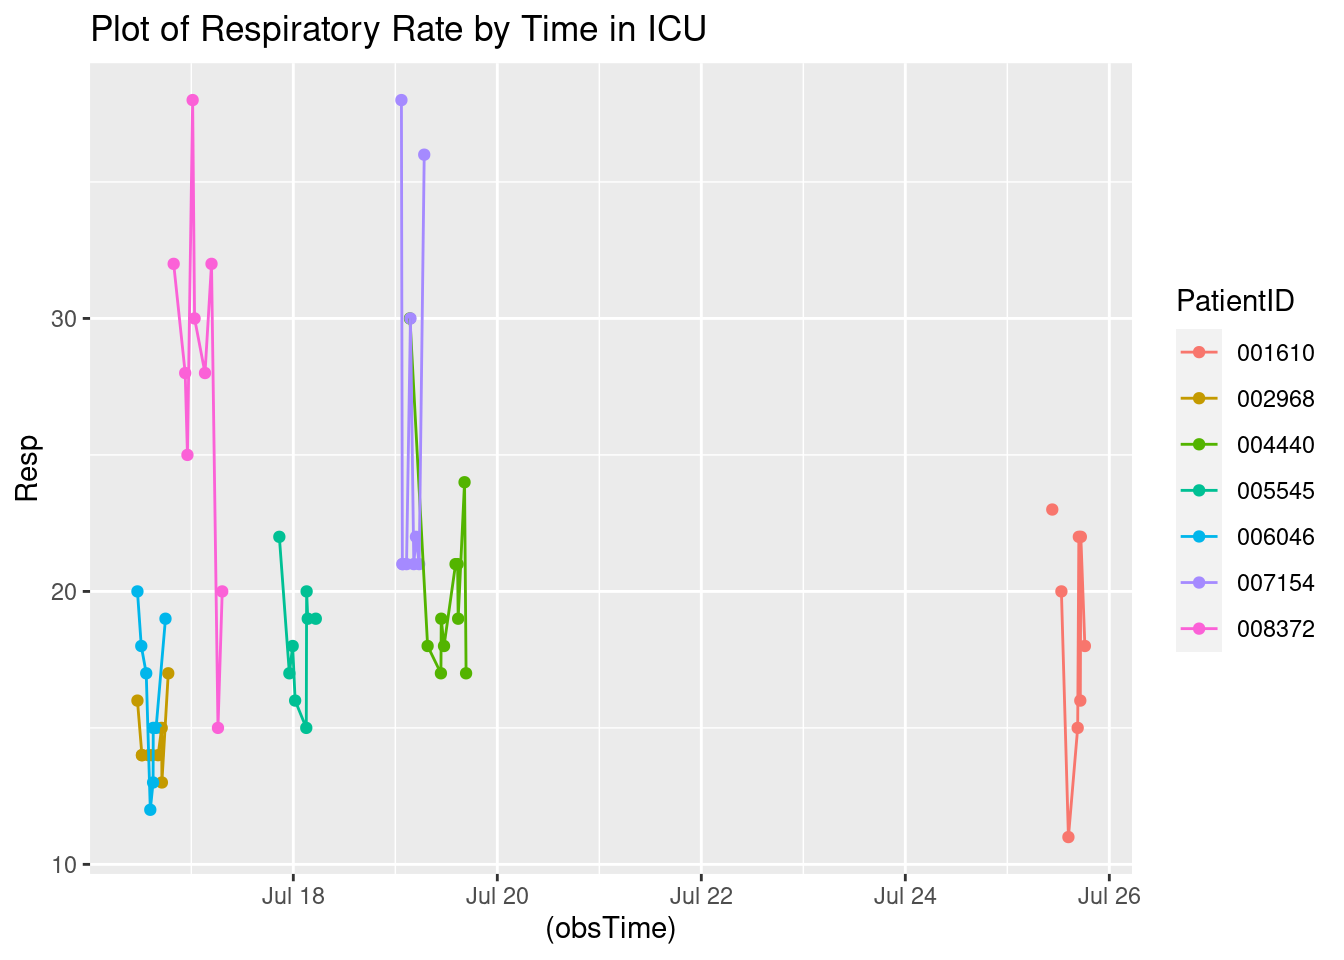 Plot of Respiratory Rate by Time in ICU
30
20
10
Resp
Jul 18
Jul 20
Jul 22
Jul 24
Jul 26
(obsTime)
PatientID
001610
002968
004440
005545
006046
007154
008372